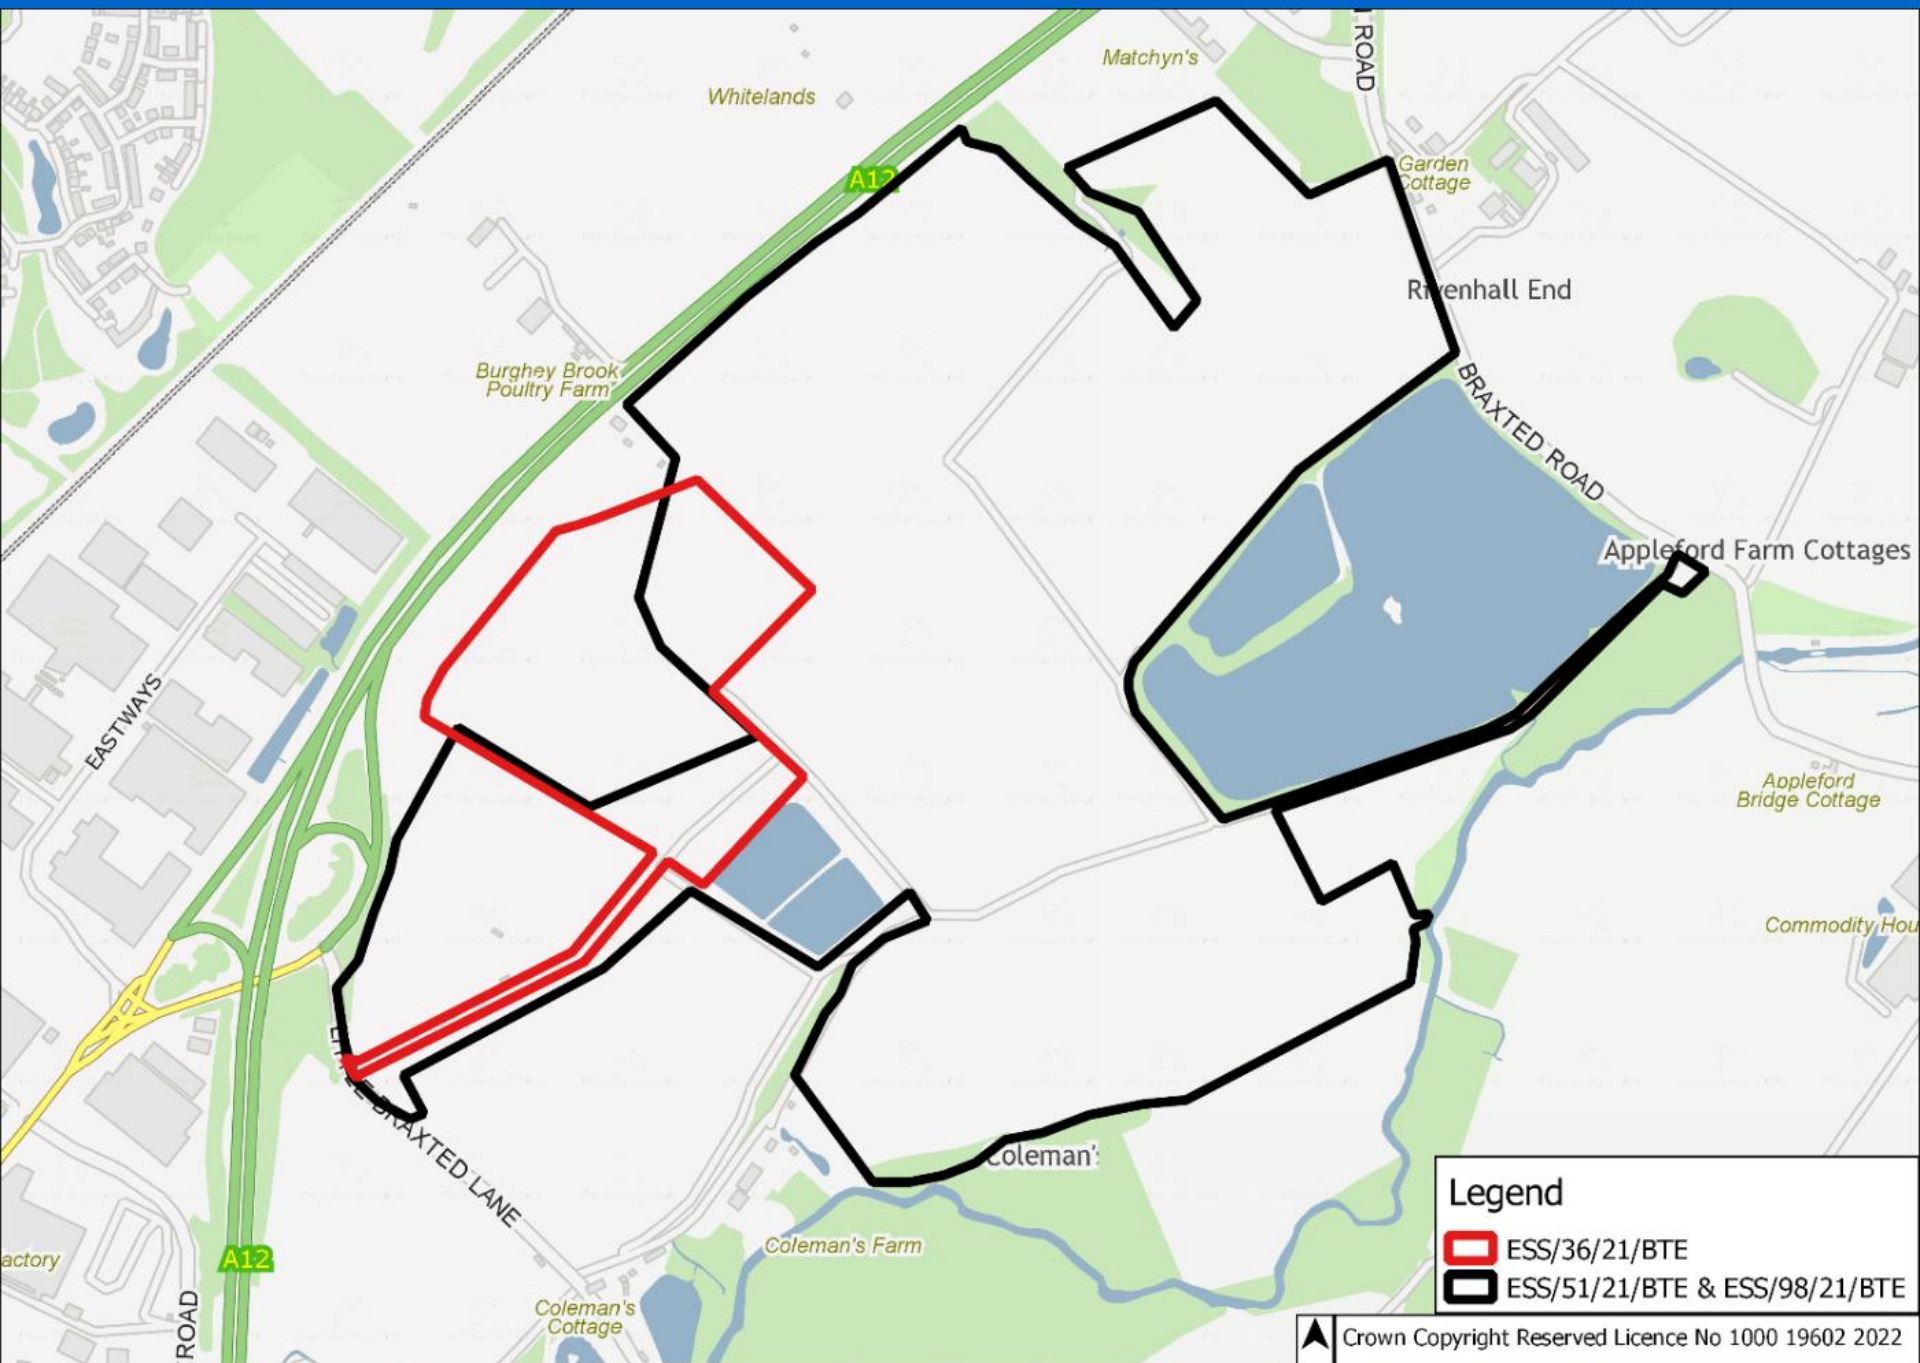 ROAD
Matchyn's
Whitelands
A12
Garden
Cottage
Rivenhall End
Burghey Brook
Poultry Farm
BRAXTED ROAD
Appleford Farm Cottages
EASTWAYS
Appleford
Bridge Cottage
Commodity Hou
LITTLE BRAXTED LANE
Coleman's
Coleman's Farm
A12
actory
ROAD
Coleman's
Cottage
Legend
ESS/36/21/BTE
ESS/51/21/BTE & ESS/98/21/BTE
Crown Copyright Reserved Licence No 1000 19602 2022